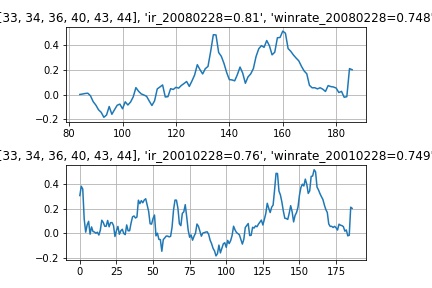 [33, 34, 36, 40, 43, 44], 'ir_20080228=0.81', 'winrate_20080228=0.748'
0.4
0.2
0.0
−0.2
80 100 120 140 160 180
[33, 34, 36, 40, 43, 44], 'ir_20010228=0.76', 'winrate_20010228=0.749'
0.4
0.2
0.0
−0.2
0 25 50 75 100 125 150 175